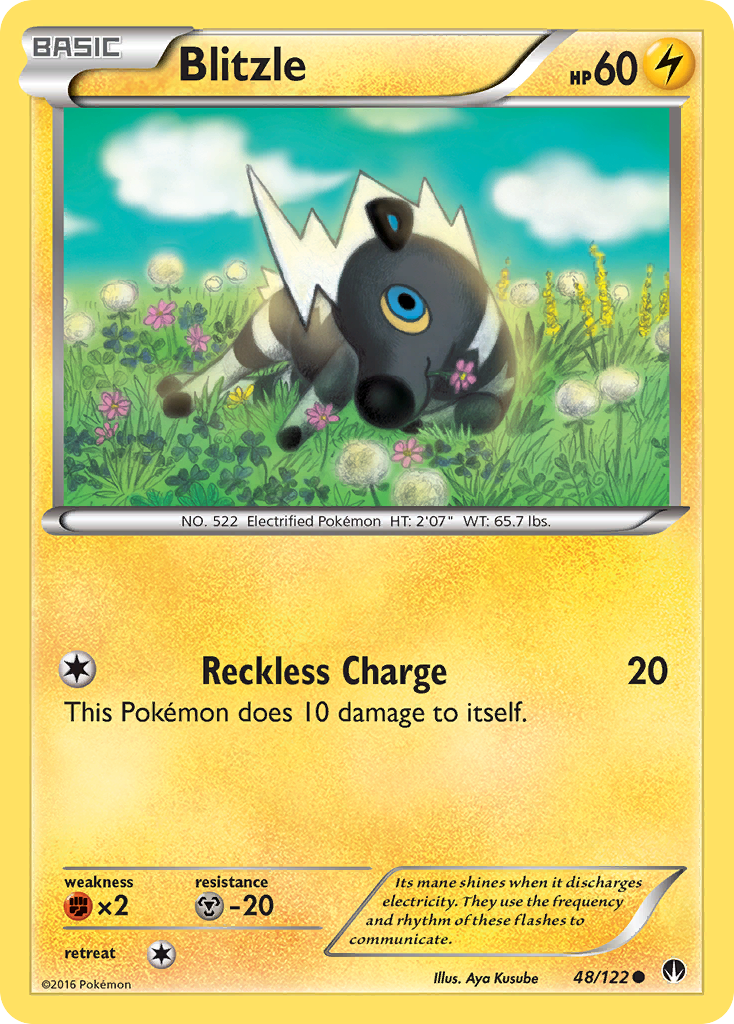 BASIC Blitzle HP60
NO. 522 Electrified Pokémon HT: 2'07" WT: 65.7 lbs.
Reckless Charge 20
This Pokémon does 10 damage to itself.
weakness resistance
×2 -20
retreat
Its mane shines when it discharges
electricity. They use the frequency
and rhythm of these flashes to
communicate.
©2016 Pokémon Illus. Aya Kusube 48/122